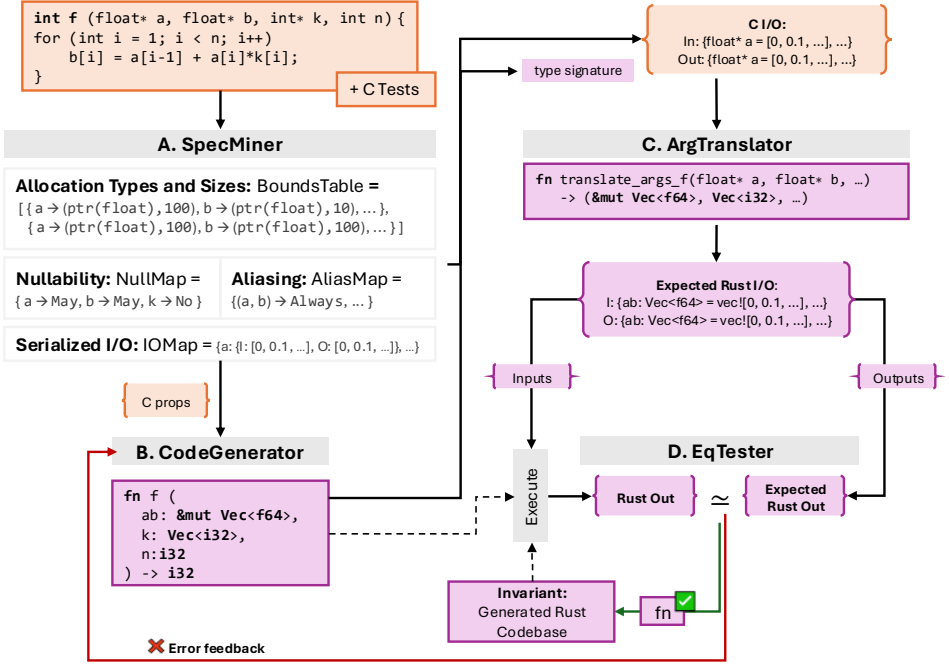 int f (float* a, float* b, int* k, int n) {
for (int i = 1; i < n; i++)
b[i] = a[i-1] + a[i]*k[i];
}
+ C Tests
A. SpecMiner
Allocation Types and Sizes: BoundsTable =
[ { a → (ptr(float), 100), b → (ptr(float), 10), ... },
{ a → (ptr(float), 100), b → (ptr(float), 100), ... } ]
Nullability: NullMap =
{ a → May, b → May, k → No }
Aliasing: AliasMap =
{(a, b) → Always, ... }
Serialized I/O: IOMap = {a: {I: [0, 0.1, ...], O: [0, 0.1, ...]}, ...}
C props
B. CodeGenerator
fn f (
ab: &mut Vec<f64>,
k: Vec<i32>,
n:i32
) -> i32
❌ Error feedback
C I/O:
In: {float* a = [0, 0.1, ...], ...}
Out: {float* a = [0, 0.1, ...], ...}
type signature
C. ArgTranslator
fn translate_args_f(float* a, float* b, ...)
-> (&mut Vec<f64>, Vec<i32>, ...)
Expected Rust I/O:
I: {ab: Vec<f64> = vec![0, 0.1, ...], ...}
O: {ab: Vec<f64> = vec![0, 0.1, ...], ...}
Inputs
Outputs
D. EqTester
Execute
Rust Out
≃
Expected
Rust Out
Invariant:
Generated Rust
Codebase
fn ✅